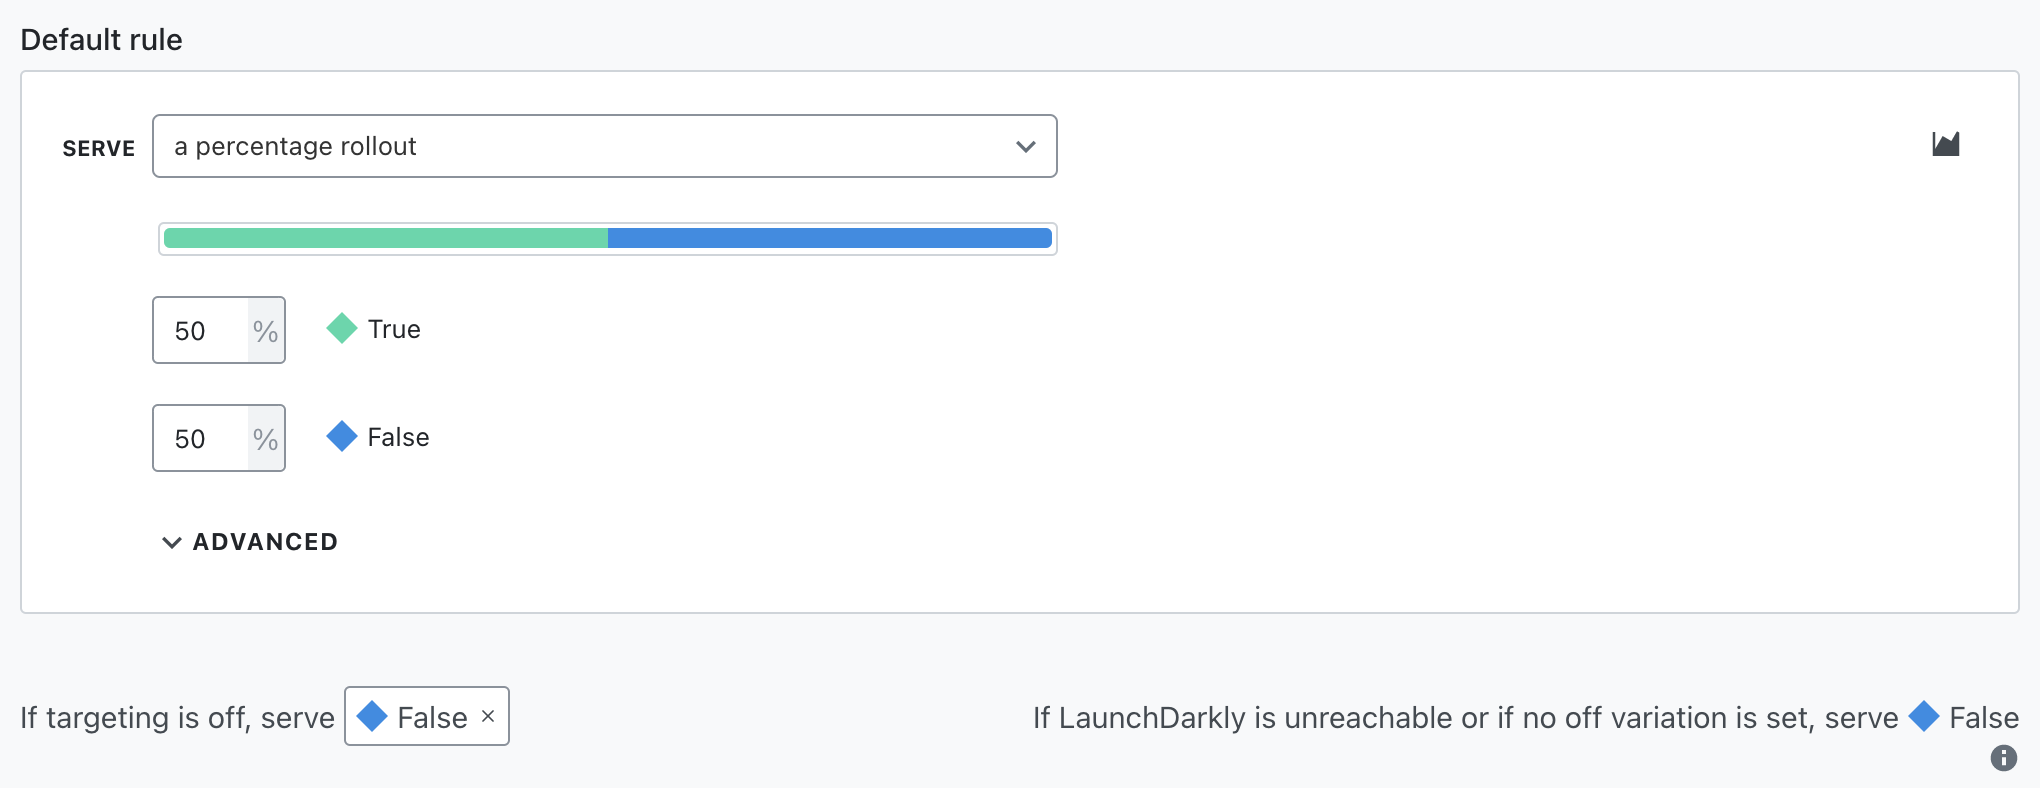 Default rule
SERVE a percentage rollout
50 % True
50 % False
ADVANCED
If targeting is off, serve False × If LaunchDarkly is unreachable or if no off variation is set, serve False